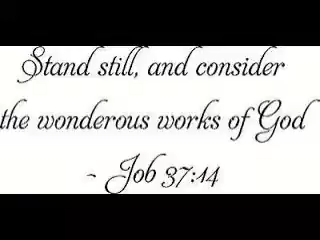 Stand still, and consider
the wonderous works of God
- Job 37:14